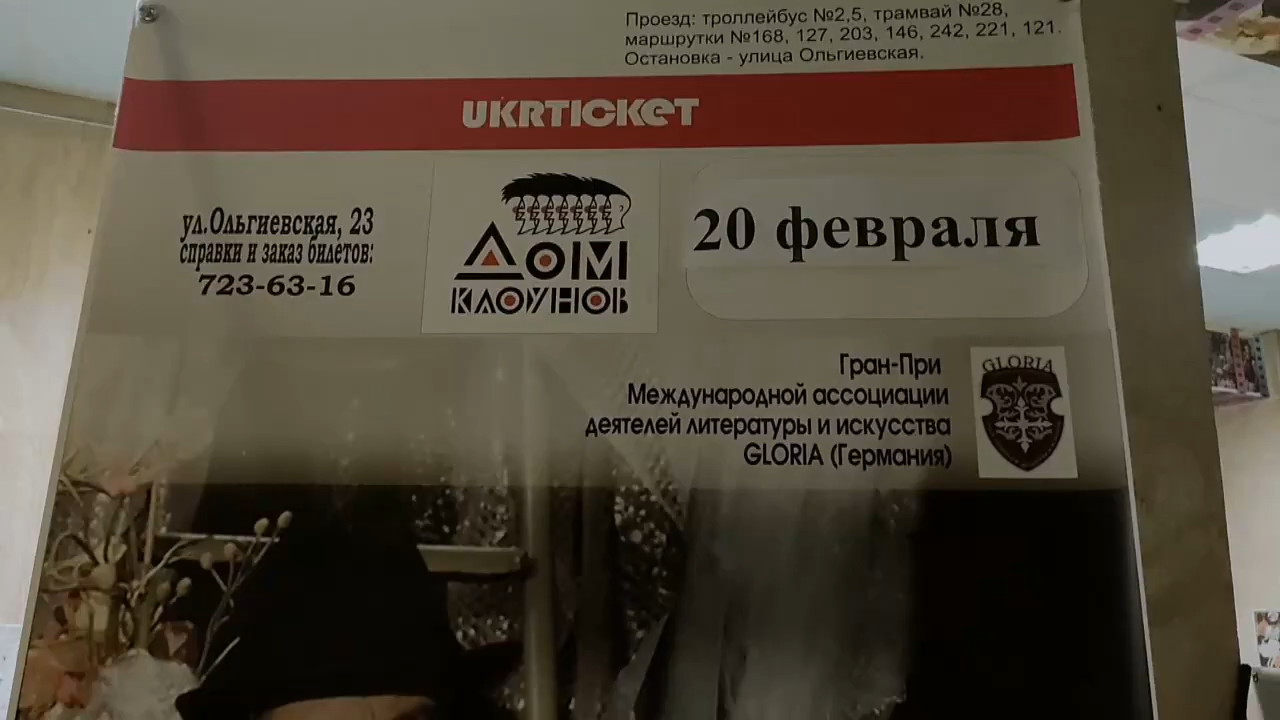 Проезд: троллейбус №2,5, трамвай №28,
маршрутки №168, 127, 203, 146, 242, 221, 121.
Остановка - улица Ольгиевская.
UKRTICKET
ул.Ольгиевская, 23
справки и заказ билетов:
723-63-16
ДОМ
КЛОУНОВ
20 февраля
Гран-При
Международной ассоциации
деятелей литературы и искусства
GLORIA (Германия)
GLORIA